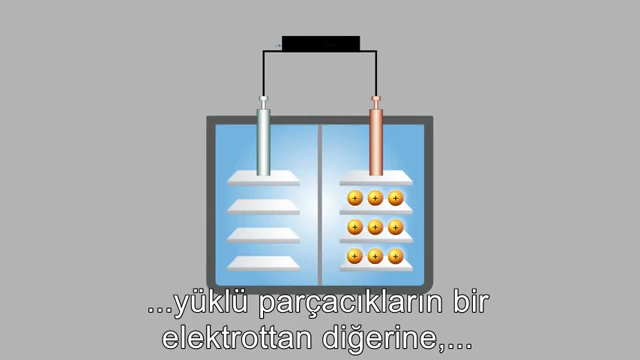 ...yüklü parçacıkların bir
elektrottan diğerine,...